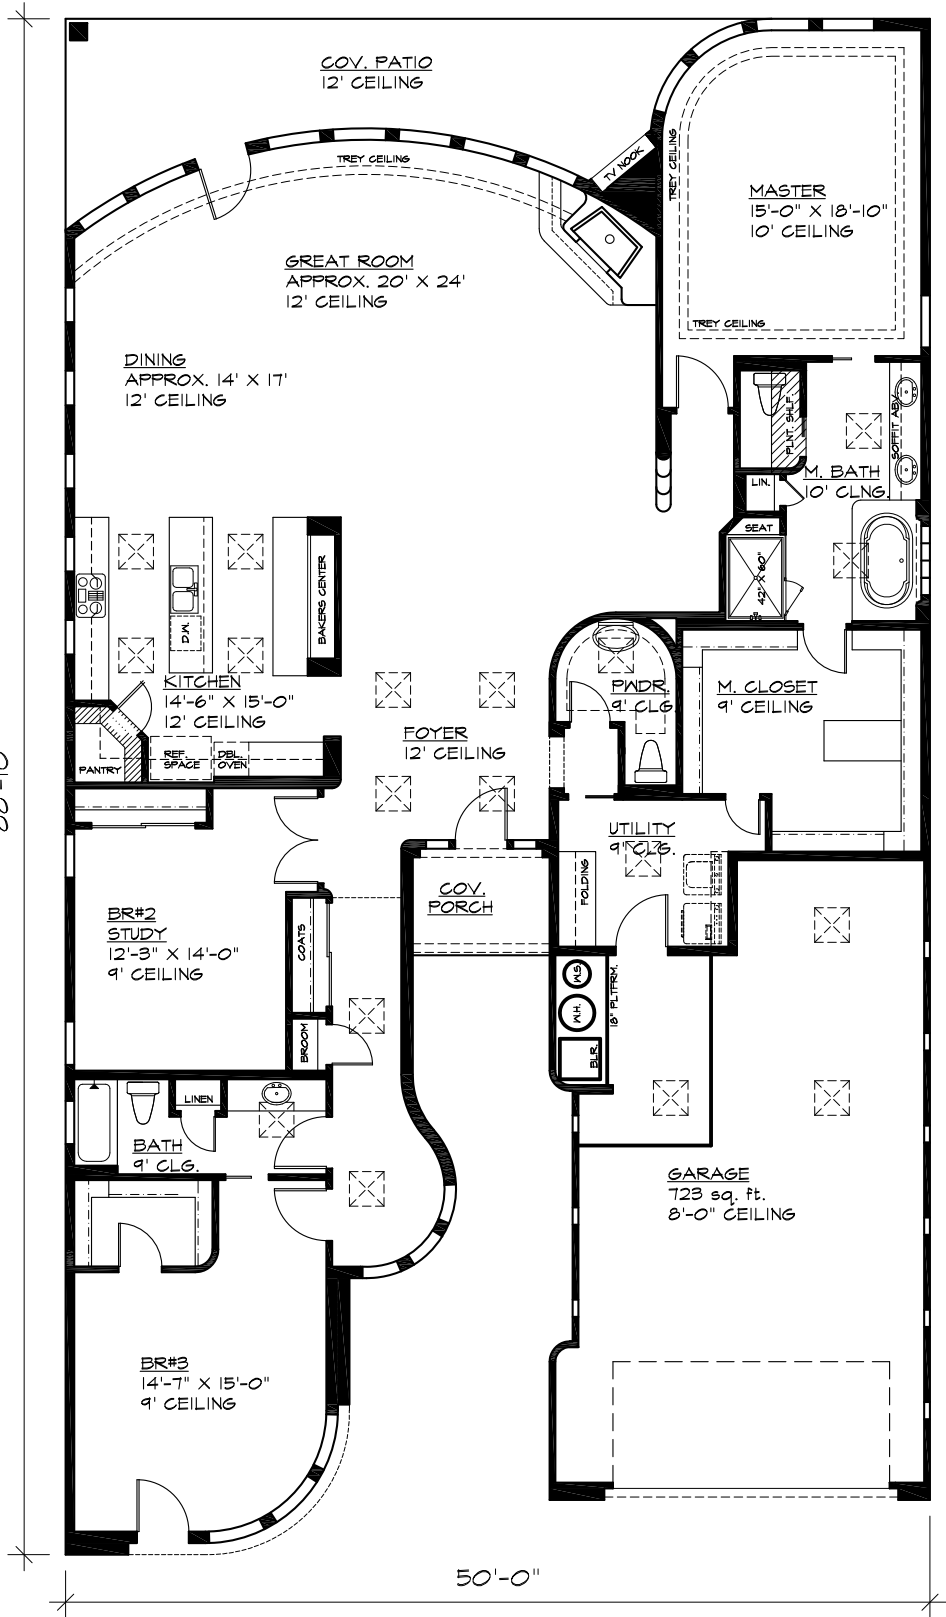 COV. PATIO
12' CEILING
TREY CEILING
TV NOOK
TREY CEILING
MASTER
15'-0" X 18'-10"
10' CEILING
TREY CEILING
GREAT ROOM
APPROX. 20' X 24'
12' CEILING
DINING
APPROX. 14' X 17'
12' CEILING
PLNT. SHLF.
SOFFIT ABV.
M. BATH
10' CLNG.
LIN.
SEAT
42" X 60"
BAKERS CENTER
D.W.
KITCHEN
14'-6" X 15'-0"
12' CEILING
REF.
SPACE
DBL.
OVEN
PANTRY
FOYER
12' CEILING
PWDR.
9' CLG.
M. CLOSET
9' CEILING
UTILITY
9' CLG.
FOLDING
COV.
PORCH
BR#2
STUDY
12'-3" X 14'-0"
9' CEILING
COATS
BROOM
W.S.
W.H.
18" PLTFRM.
BLR.
LINEN
BATH
9' CLG.
GARAGE
723 sq. ft.
8'-0" CEILING
BR#3
14'-7" X 15'-0"
9' CEILING
50'-0"